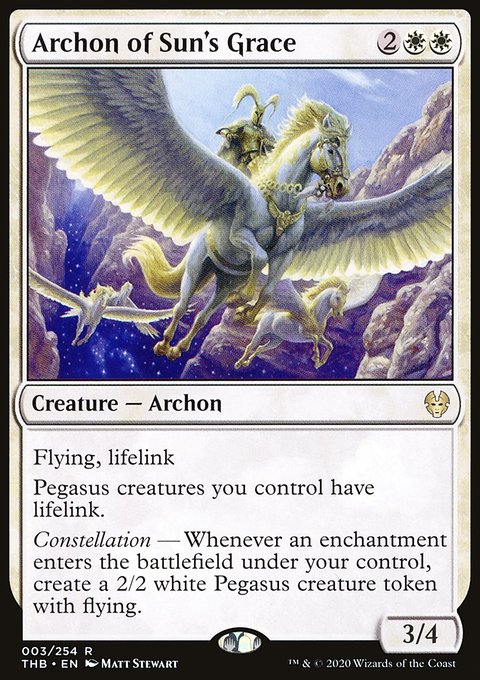 Archon of Sun's Grace 2
Creature — Archon
Flying, lifelink
Pegasus creatures you control have
lifelink.
Constellation — Whenever an enchantment
enters the battlefield under your control,
create a 2/2 white Pegasus creature token
with flying.
3/4
003/254 R
THB • EN Matt Stewart
™ & © 2020 Wizards of the Coast